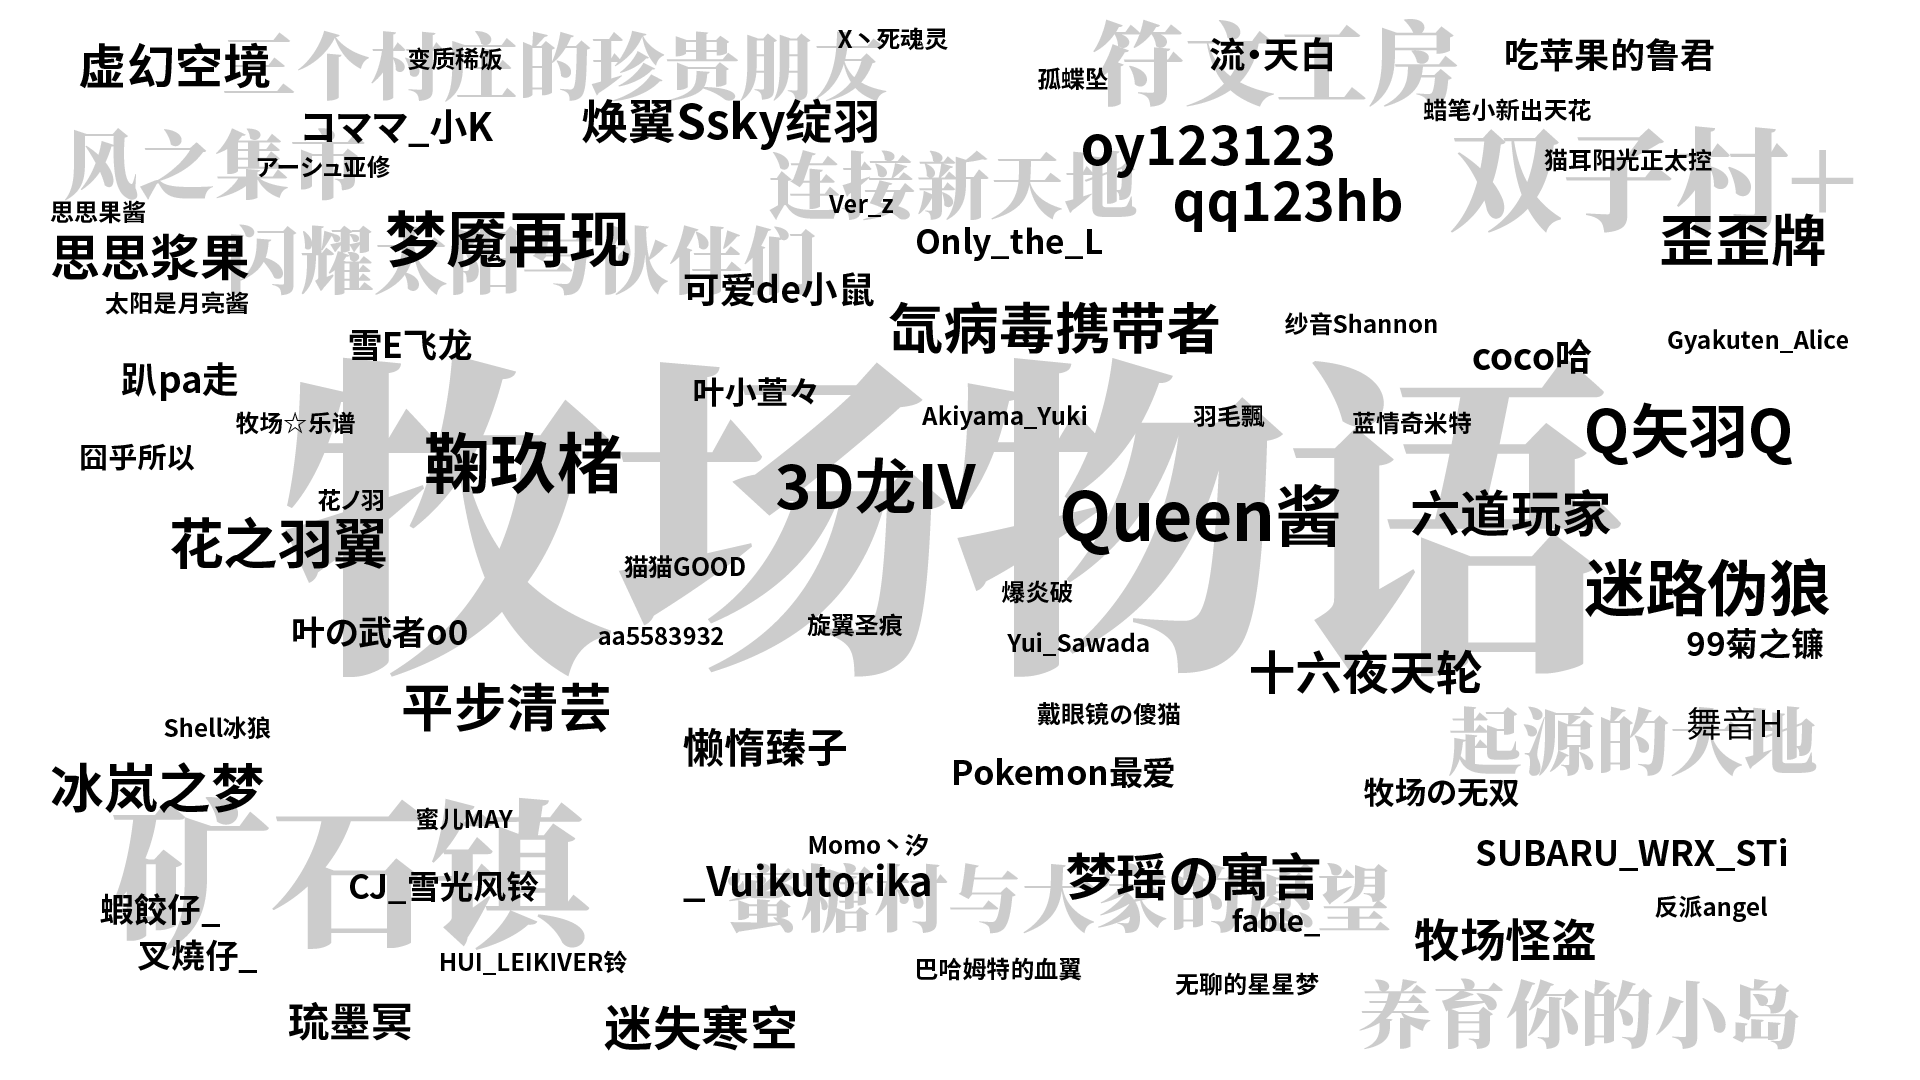 三个村庄的珍贵朋友
X丶死魂灵
符文工房
流•天白
吃苹果的鲁君
虚幻空境
变质稀饭
孤蝶坠
蜡笔小新出天花
コママ_小K
焕翼Ssky绽羽
风之集市
アーシュ亚修
oy123123
双子村+
猫耳阳光正太控
连接新天地
qq123hb
思思果酱
Ver_z
思思浆果
梦魇再现
闪耀太阳与伙伴们
Only_the_L
歪歪牌
太阳是月亮酱
可爱de小鼠
氙病毒携带者
纱音Shannon
Gyakuten_Alice
雪E飞龙
coco哈
趴pa走
叶小萱々
牧场物语
牧场☆乐谱
Akiyama_Yuki
羽毛飄
蓝情奇米特
Q矢羽Q
囧乎所以
鞠玖楮
3D龙IV
花ノ羽
Queen酱
六道玩家
花之羽翼
猫猫GOOD
爆炎破
迷路伪狼
叶の武者o0
aa5583932
旋翼圣痕
Yui_Sawada
99菊之镰
十六夜天轮
平步清芸
戴眼镜の傻猫
起源的大地
舞音H
Shell冰狼
懒惰臻子
冰岚之梦
Pokemon最爱
牧场の无双
矿石镇
蜜儿MAY
Momo丶汐
SUBARU_WRX_STi
CJ_雪光风铃
_Vuikutorika
梦瑶の寓言
蜜糖村与大家的愿望
fable_
反派angel
蝦餃仔_
叉燒仔_
HUI_LEIKIVER铃
牧场怪盗
巴哈姆特的血翼
无聊的星星梦
养育你的小岛
琉墨冥
迷失寒空